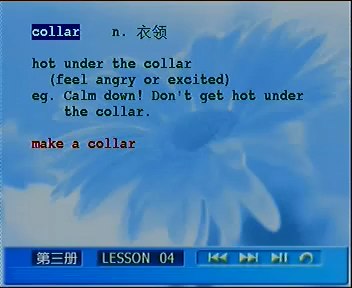 collar n. 衣领
hot under the collar
(feel angry or excited)
eg. Calm down! Don't get hot under
the collar.
make a collar
第三册 LESSON 04